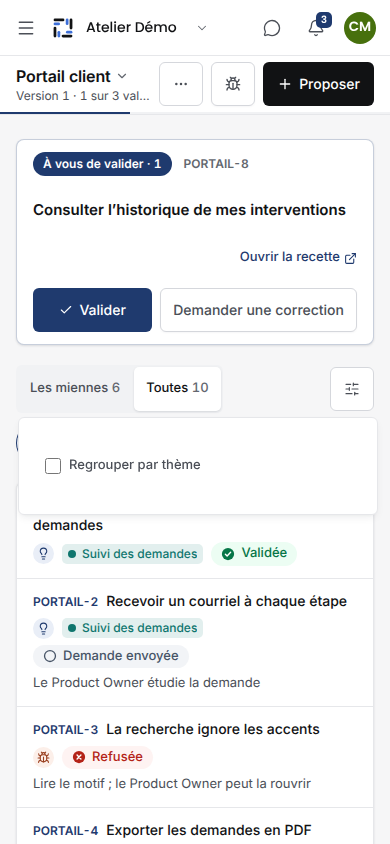 Atelier Démo
3
CM
Portail client
Version 1 · 1 sur 3 val...
Proposer
À vous de valider · 1
PORTAIL-8
Consulter l’historique de mes interventions
Ouvrir la recette
Valider
Demander une correction
Les miennes 6
Toutes 10
Regrouper par thème
demandes
Suivi des demandes
Validée
PORTAIL-2 Recevoir un courriel à chaque étape
Suivi des demandes
Demande envoyée
Le Product Owner étudie la demande
PORTAIL-3 La recherche ignore les accents
Refusée
Lire le motif ; le Product Owner peut la rouvrir
PORTAIL-4 Exporter les demandes en PDF